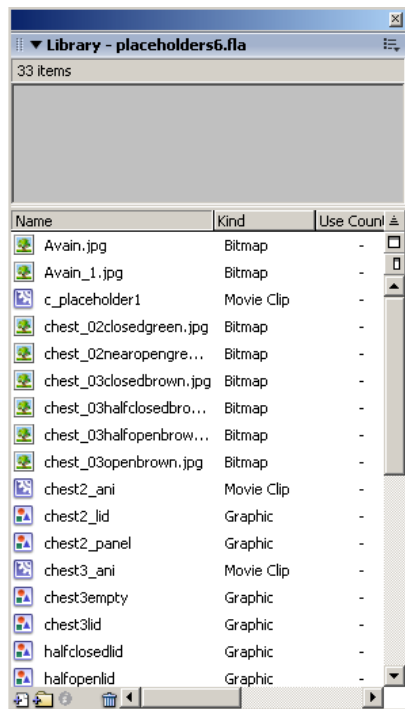 Library - placeholders6.fla
33 items
Name Kind Use Coun
Avain.jpg Bitmap -
Avain_1.jpg Bitmap -
c_placeholder1 Movie Clip -
chest_02closedgreen.jpg Bitmap -
chest_02nearopengre... Bitmap -
chest_03closedbrown.jpg Bitmap -
chest_03halfclosedbro... Bitmap -
chest_03halfopenbrow... Bitmap -
chest_03openbrown.jpg Bitmap -
chest2_ani Movie Clip -
chest2_lid Graphic -
chest2_panel Graphic -
chest3_ani Movie Clip -
chest3empty Graphic -
chest3lid Graphic -
halfclosedlid Graphic -
halfopenlid Graphic -